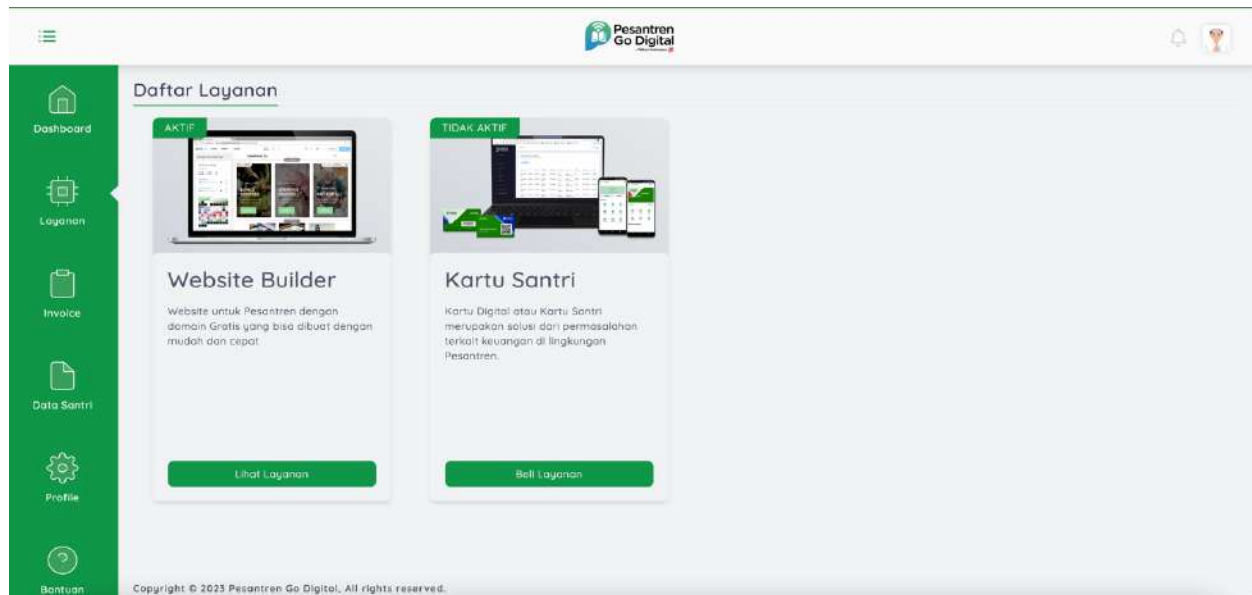 Pesantren
Go Digital
Daftar Layanan
Dashboard
Layanan
Invoice
Data Santri
Profile
Bantuan
AKTIF
Website Builder
Website untuk Pesantren dengan
domain Gratis yang bisa dibuat dengan
mudah dan cepat
Lihat Layanan
TIDAK AKTIF
Kartu Santri
Kartu Digital atau Kartu Santri
merupakan solusi dari permasalahan
terkait keuangan di lingkungan
Pesantren.
Beli Layanan
Copyright © 2023 Pesantren Go Digital, All rights reserved.